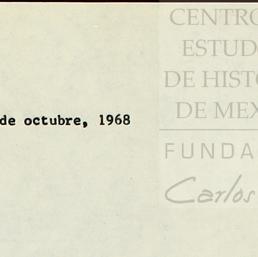 CENTRO
ESTUD
DE HISTO
DE MEX
de octubre, 1968
FUNDA
Carlos